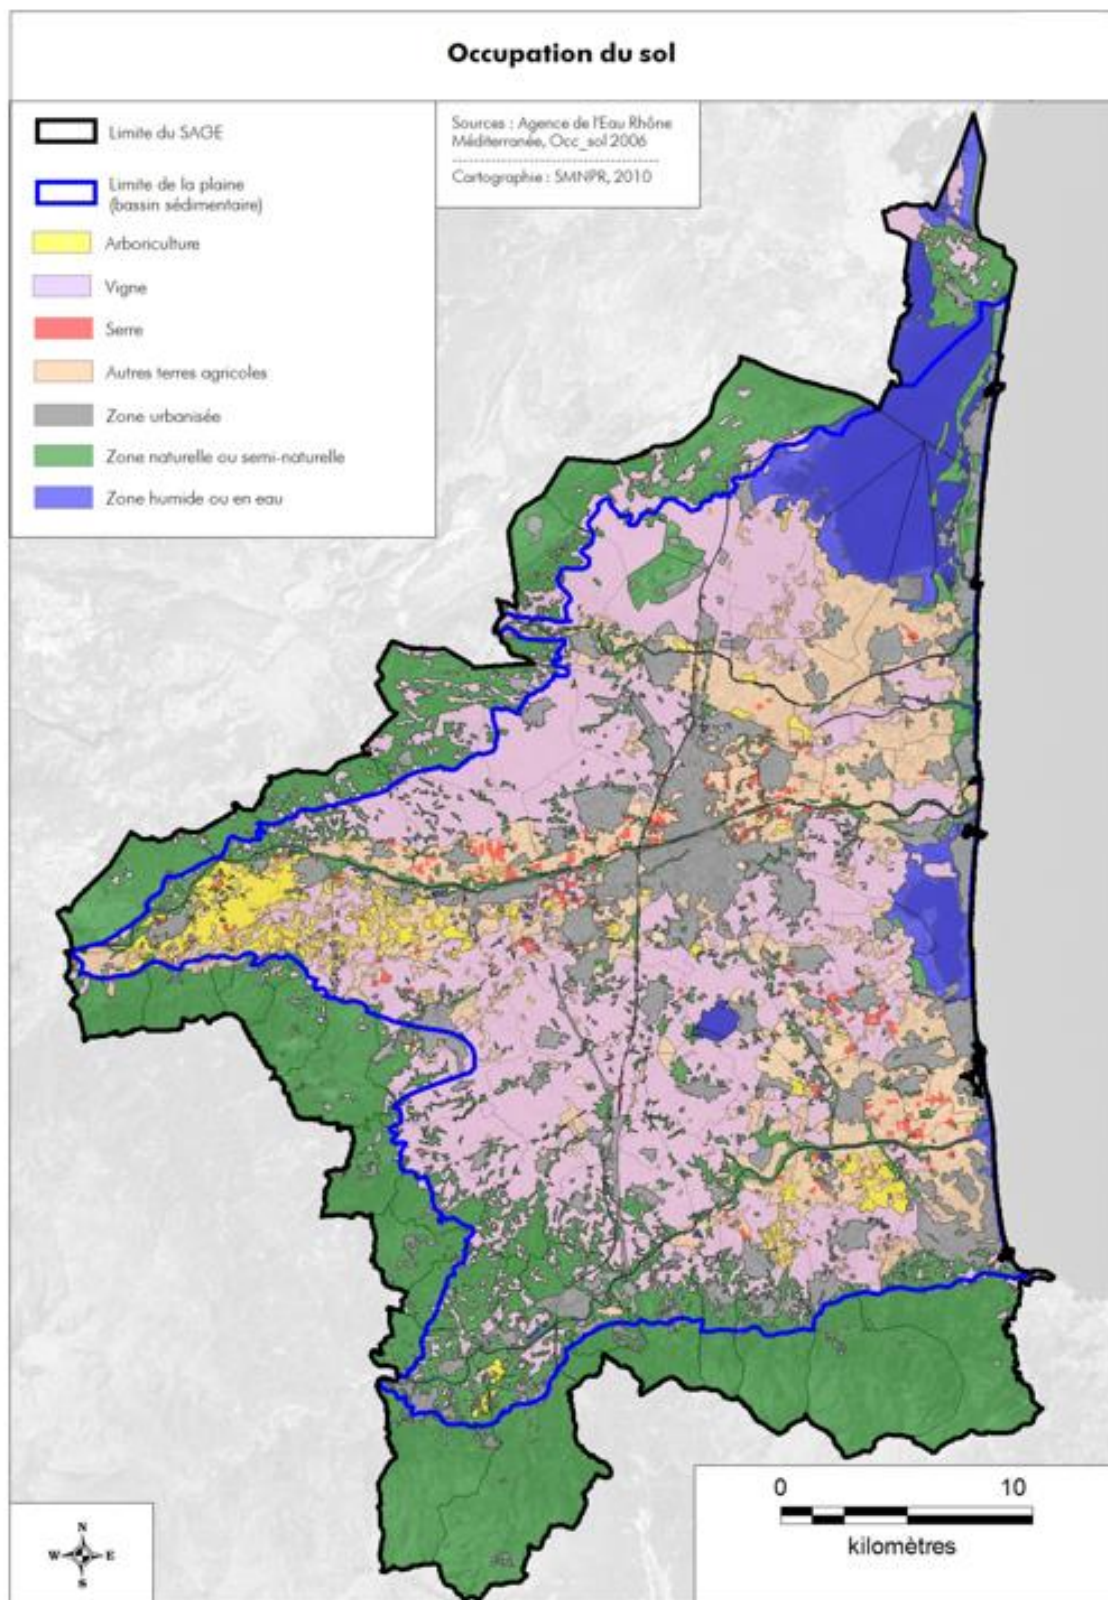 Occupation du sol
Limite du SAGE
Limite de la plaine
(bassin sédimentaire)
Arboriculture
Vigne
Serre
Autres terres agricoles
Zone urbanisée
Zone naturelle ou semi-naturelle
Zone humide ou en eau
Sources : Agence de l'Eau Rhône
Méditerranée, Occ_sol 2006
Cartographie : SMNPR, 2010
0 10
kilomètres
N
W E
S